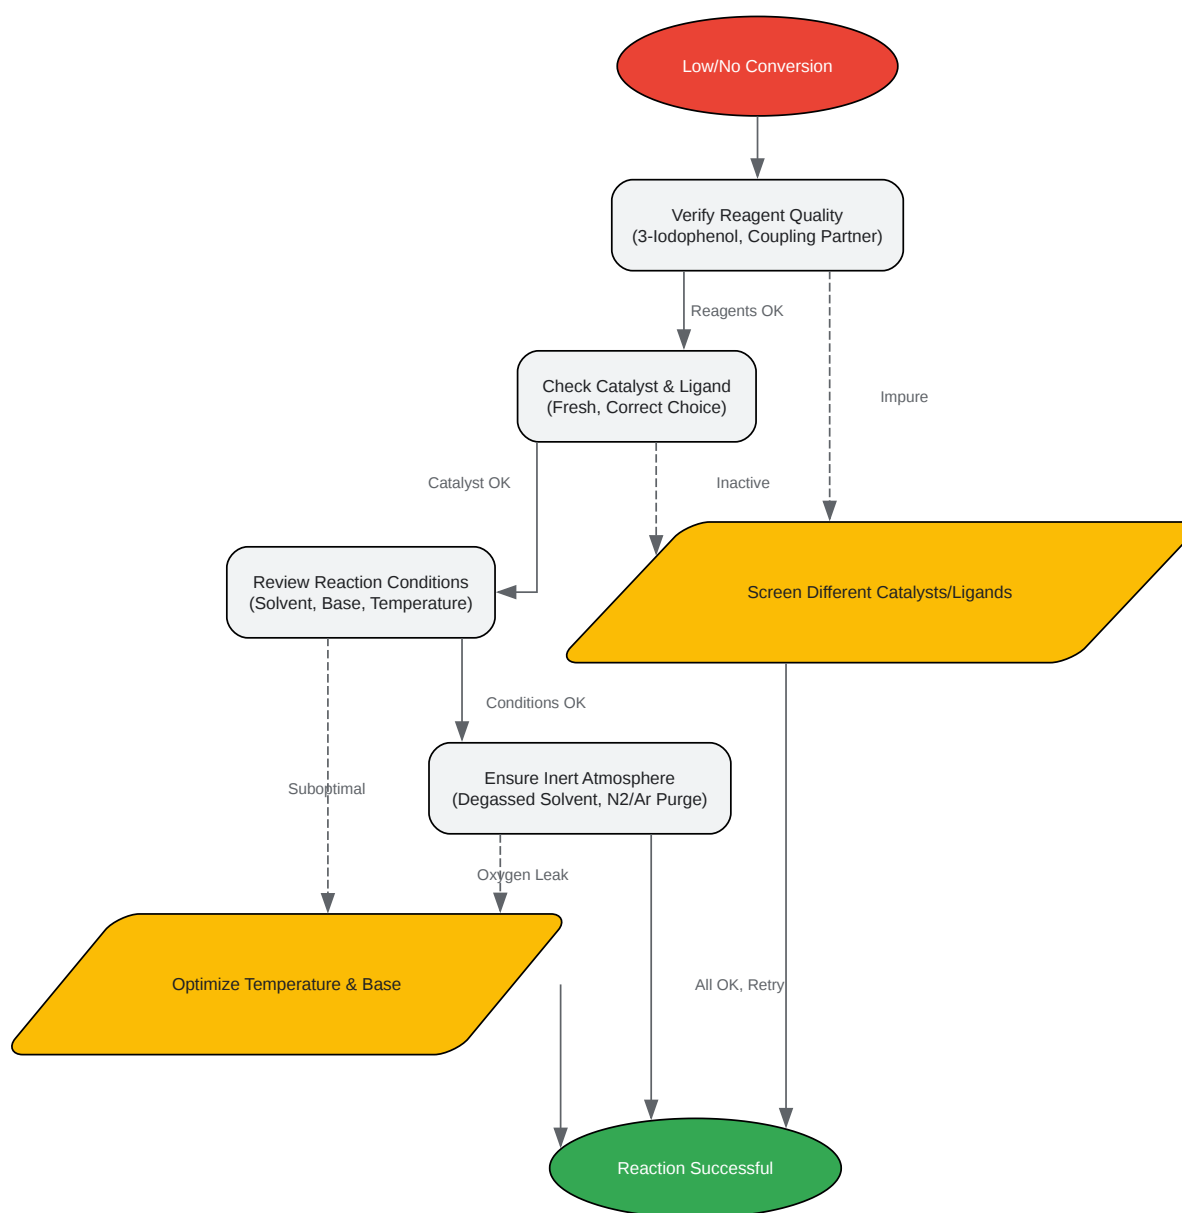 Low/No Conversion
Verify Reagent Quality
(3-Iodophenol, Coupling Partner)
Reagents OK
Check Catalyst & Ligand
(Fresh, Correct Choice)
Impure
Catalyst OK
Inactive
Review Reaction Conditions
(Solvent, Base, Temperature)
Screen Different Catalysts/Ligands
Conditions OK
Ensure Inert Atmosphere
(Degassed Solvent, N2/Ar Purge)
Suboptimal
Oxygen Leak
Optimize Temperature & Base
All OK, Retry
Reaction Successful